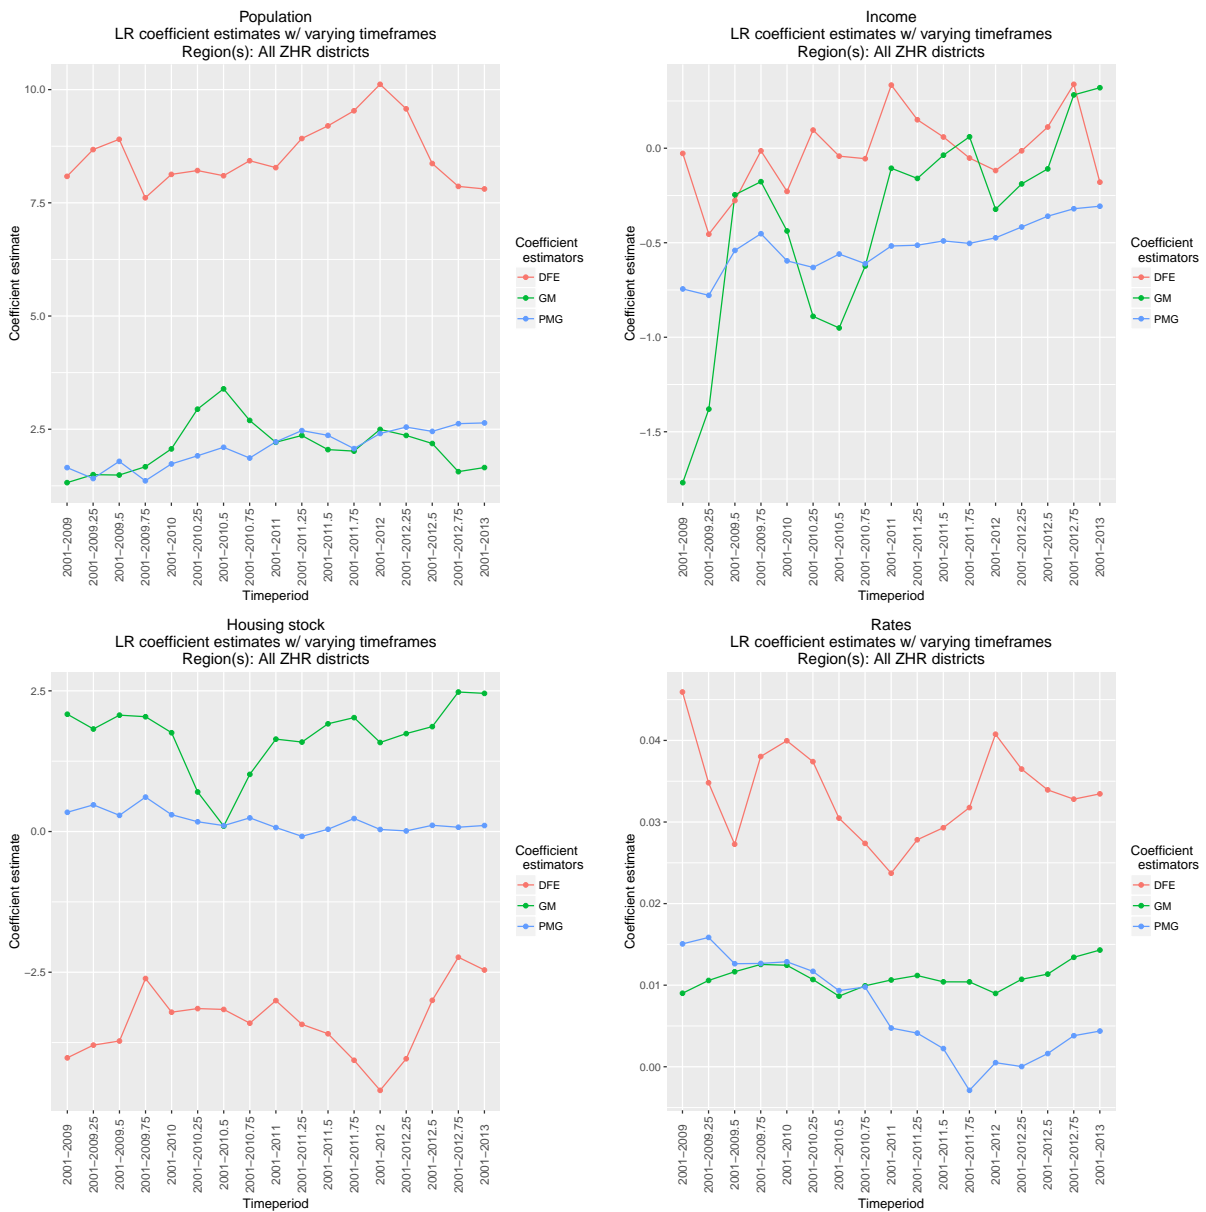 Population
LR coefficient estimates w/ varying timeframes
Region(s): All ZHR districts
10.0
7.5
5.0
2.5
Coefficient estimate
2001−2009
2001−2009.25
2001−2009.5
2001−2009.75
2001−2010
2001−2010.25
2001−2010.5
2001−2010.75
2001−2011
2001−2011.25
2001−2011.5
2001−2011.75
2001−2012
2001−2012.25
2001−2012.5
2001−2012.75
2001−2013
Timeperiod
Coefficient
estimators
DFE
GM
PMG
Income
LR coefficient estimates w/ varying timeframes
Region(s): All ZHR districts
0.0
−0.5
−1.0
−1.5
Coefficient estimate
2001−2009
2001−2009.25
2001−2009.5
2001−2009.75
2001−2010
2001−2010.25
2001−2010.5
2001−2010.75
2001−2011
2001−2011.25
2001−2011.5
2001−2011.75
2001−2012
2001−2012.25
2001−2012.5
2001−2012.75
2001−2013
Timeperiod
Coefficient
estimators
DFE
GM
PMG
Housing stock
LR coefficient estimates w/ varying timeframes
Region(s): All ZHR districts
2.5
0.0
−2.5
Coefficient estimate
2001−2009
2001−2009.25
2001−2009.5
2001−2009.75
2001−2010
2001−2010.25
2001−2010.5
2001−2010.75
2001−2011
2001−2011.25
2001−2011.5
2001−2011.75
2001−2012
2001−2012.25
2001−2012.5
2001−2012.75
2001−2013
Timeperiod
Coefficient
estimators
DFE
GM
PMG
Rates
LR coefficient estimates w/ varying timeframes
Region(s): All ZHR districts
0.04
0.03
0.02
0.01
0.00
Coefficient estimate
2001−2009
2001−2009.25
2001−2009.5
2001−2009.75
2001−2010
2001−2010.25
2001−2010.5
2001−2010.75
2001−2011
2001−2011.25
2001−2011.5
2001−2011.75
2001−2012
2001−2012.25
2001−2012.5
2001−2012.75
2001−2013
Timeperiod
Coefficient
estimators
DFE
GM
PMG